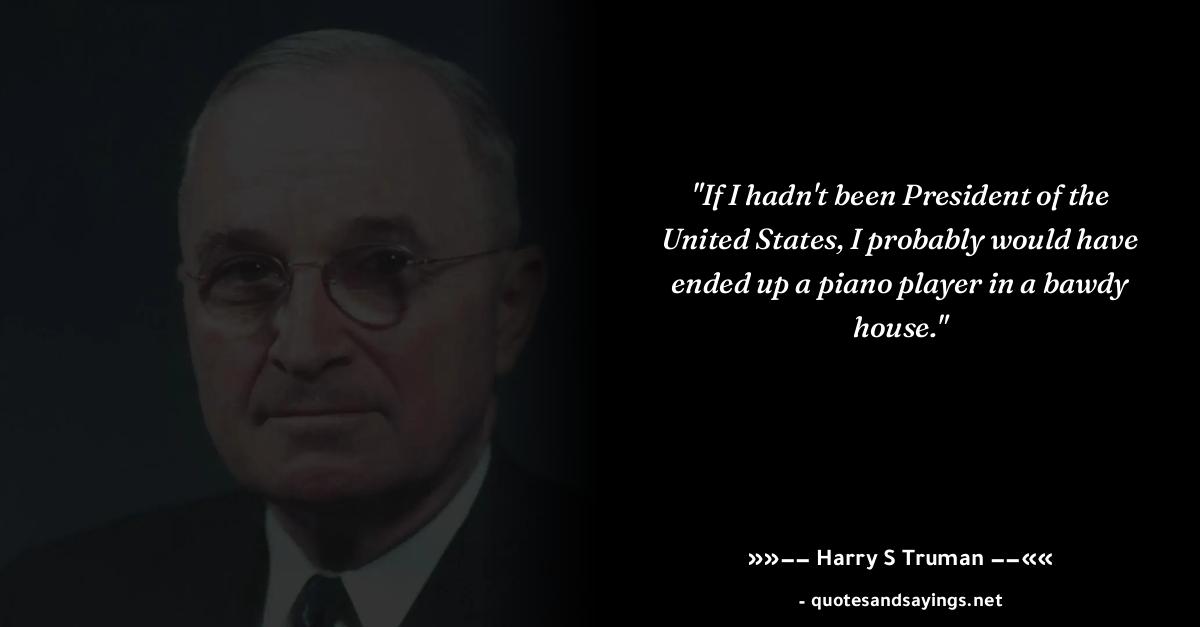 "If I hadn't been President of the
United States, I probably would have
ended up a piano player in a bawdy
house."
»»−− Harry S Truman −−««
- quotesandsayings.net